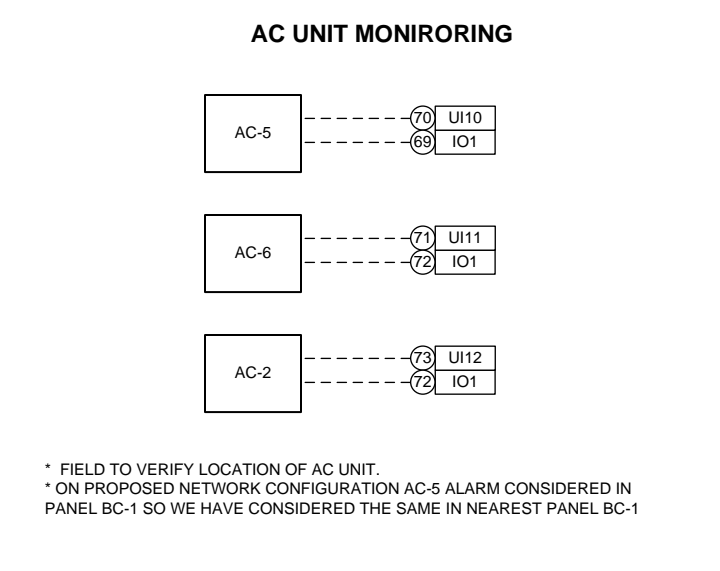 AC UNIT MONIRORING
AC-5
70 UI10
69 IO1
AC-6
71 UI11
72 IO1
AC-2
73 UI12
72 IO1
* FIELD TO VERIFY LOCATION OF AC UNIT.
* ON PROPOSED NETWORK CONFIGURATION AC-5 ALARM CONSIDERED IN
PANEL BC-1 SO WE HAVE CONSIDERED THE SAME IN NEAREST PANEL BC-1